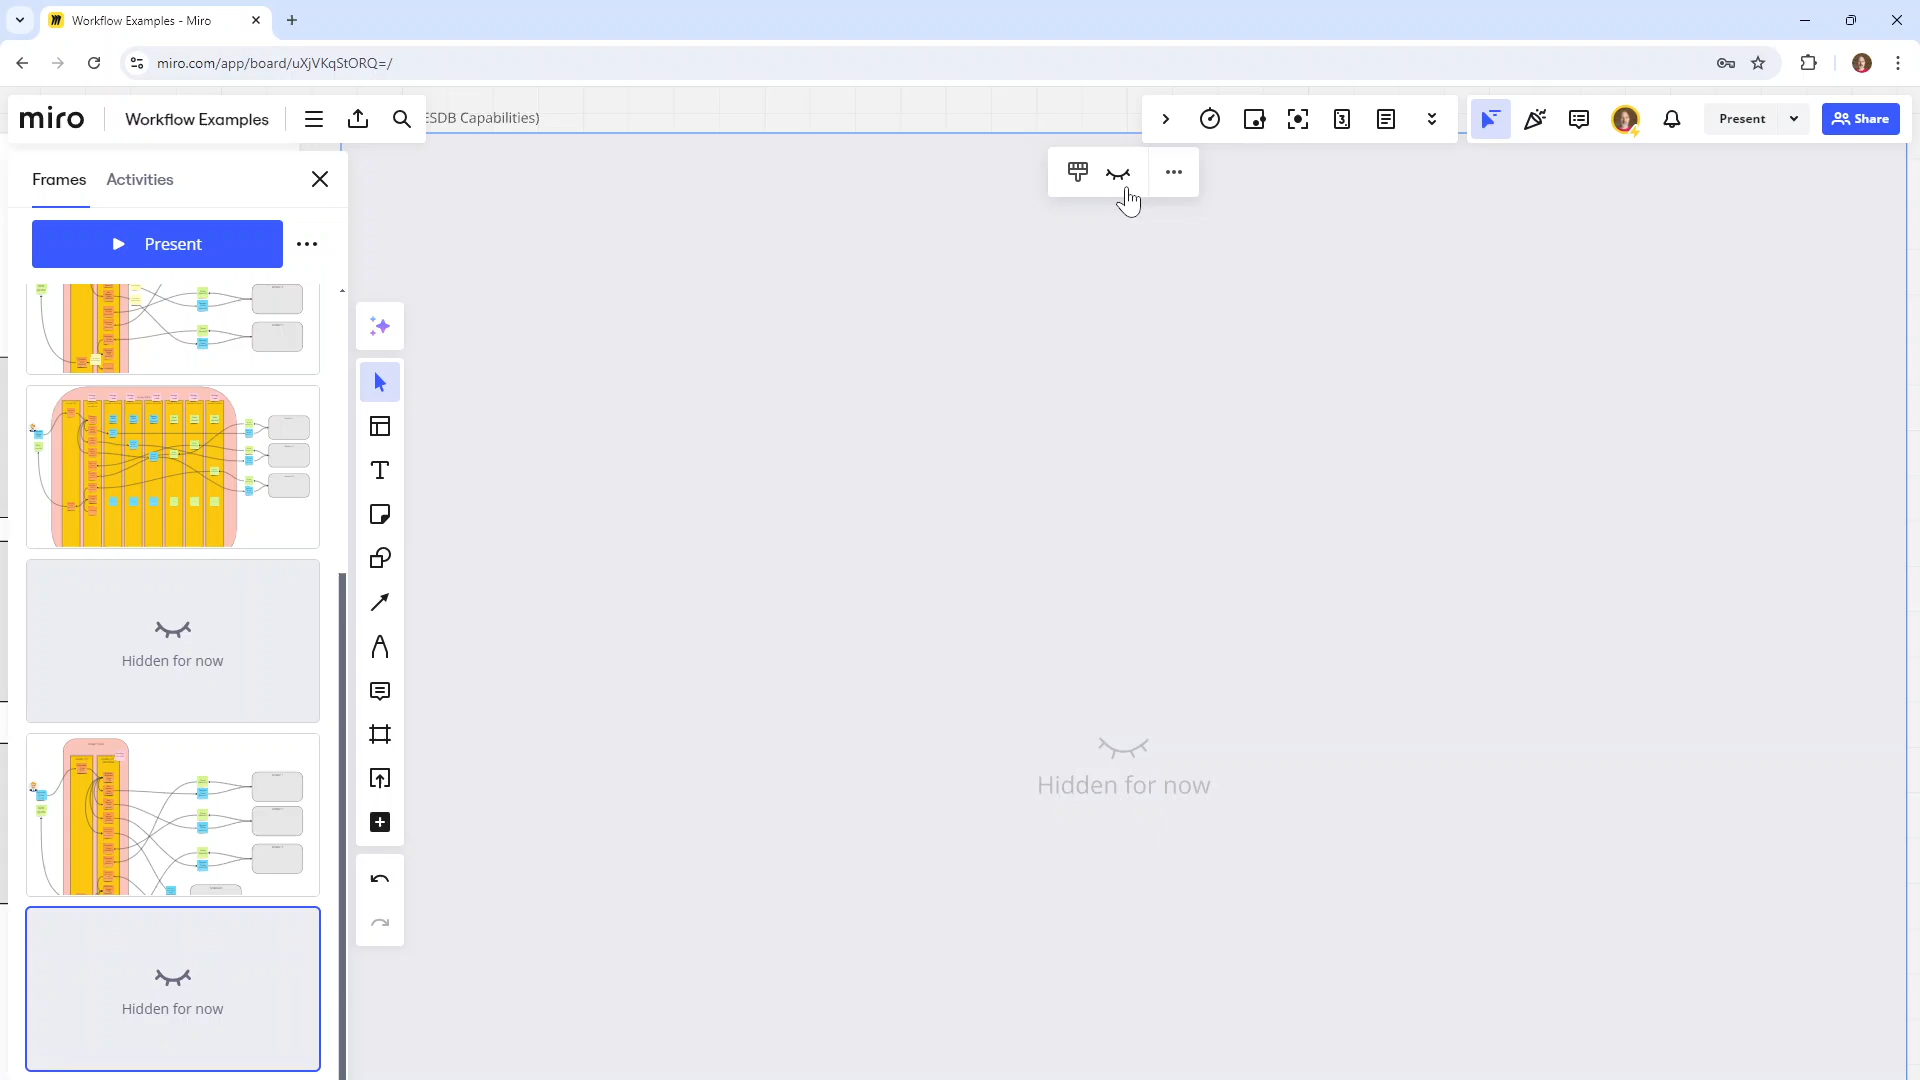 Workflow Examples - Miro
miro.com/app/board/uXjVKqStORQ=/
miro
Workflow Examples
ESDB Capabilities)
Present
Share
Frames
Activities
Present
Hidden for now
Hidden for now
Hidden for now